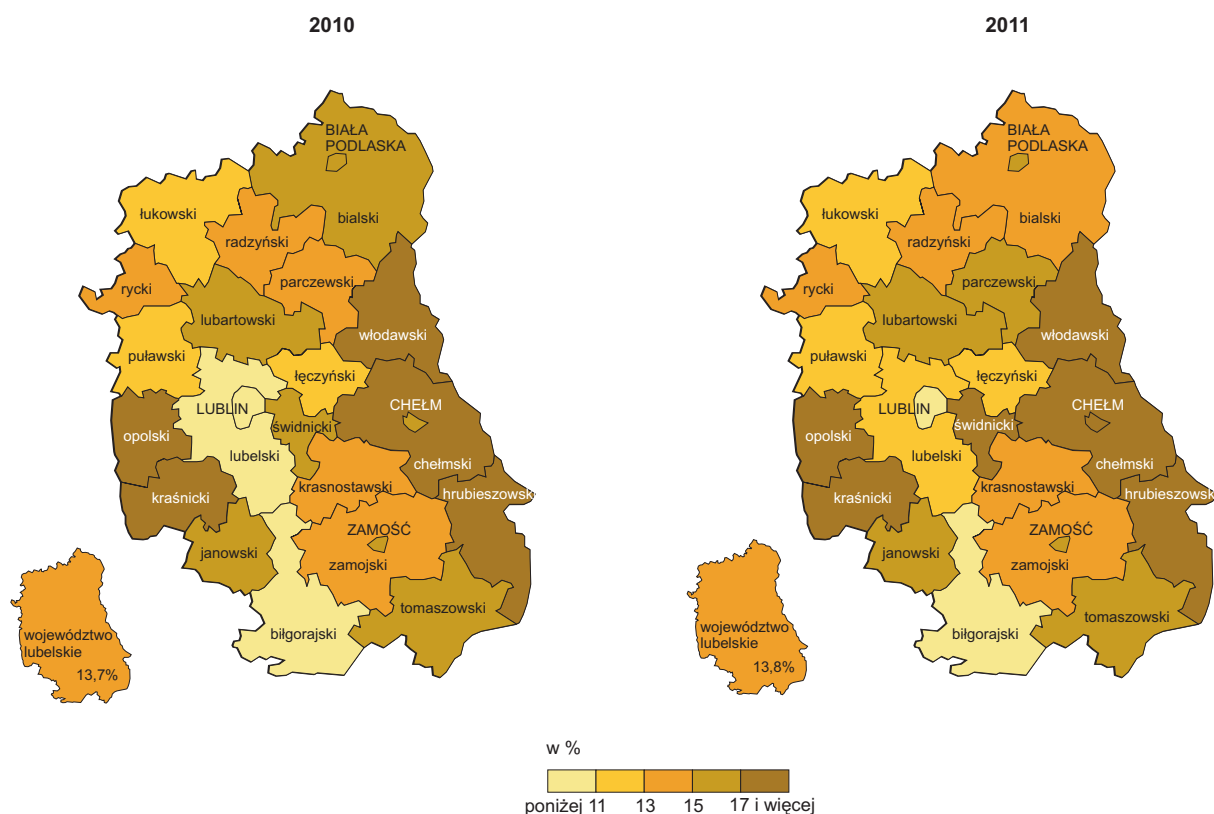 2010
BIAŁA
PODLASKA
łukowski
bialski
radzyński
rycki
parczewski
lubartowski
włodawski
puławski
łęczyński
LUBLIN
CHEŁM
świdnicki
opolski
lubelski
chełmski
kraśnicki
krasnostawski
hrubieszowski
ZAMOŚĆ
janowski
zamojski
tomaszowski
biłgorajski
województwo
lubelskie
13,7%
2011
BIAŁA
PODLASKA
łukowski
bialski
radzyński
rycki
parczewski
lubartowski
włodawski
puławski
łęczyński
LUBLIN
CHEŁM
świdnicki
opolski
lubelski
chełmski
kraśnicki
krasnostawski
hrubieszowski
ZAMOŚĆ
janowski
zamojski
tomaszowski
biłgorajski
województwo
lubelskie
13,8%
w %
poniżej 11 13 15 17 i więcej